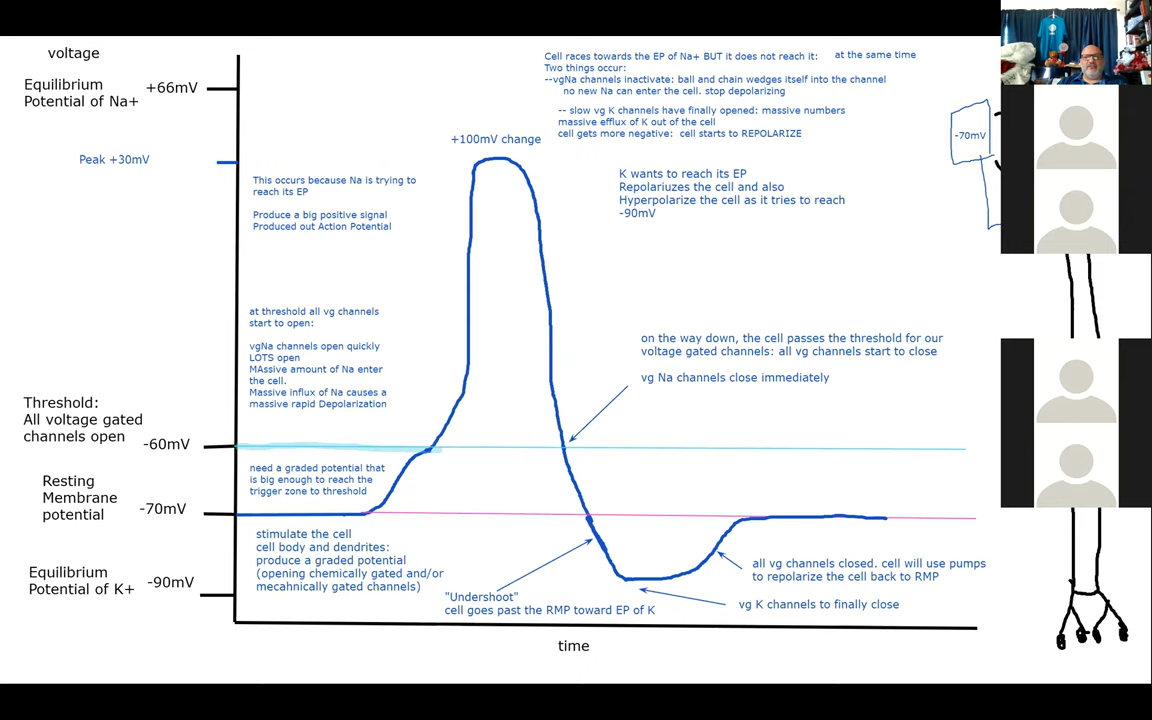 voltage
Equilibrium
Potential of Na+
+66mV
Peak +30mV
Threshold:
All voltage gated
channels open
-60mV
Resting
Membrane
potential
-70mV
Equilibrium
Potential of K+
-90mV
This occurs because Na is trying to
reach its EP
Produce a big positive signal
Produced out Action Potential
at threshold all vg channels
start to open:
vgNa channels open quickly
LOTS open
MAssive amount of Na enter
the cell.
Massive influx of Na causes a
massive rapid Depolarization
need a graded potential that
is big enough to reach the
trigger zone to threshold
stimulate the cell
cell body and dendrites:
produce a graded potential
(opening chemically gated and/or
mecahnically gated channels)
+100mV change
Cell races towards the EP of Na+ BUT it does not reach it:
at the same time
Two things occur:
--vgNa channels inactivate: ball and chain wedges itself into the channel
no new Na can enter the cell. stop depolarizing
-- slow vg K channels have finally opened: massive numbers
massive efflux of K out of the cell
cell gets more negative: cell starts to REPOLARIZE
K wants to reach its EP
Repolariuzes the cell and also
Hyperpolarize the cell as it tries to reach
-90mV
-70mV
on the way down, the cell passes the threshold for our
voltage gated channels: all vg channels start to close
vg Na channels close immediately
"Undershoot"
cell goes past the RMP toward EP of K
all vg channels closed. cell will use pumps
to repolarize the cell back to RMP
vg K channels to finally close
time